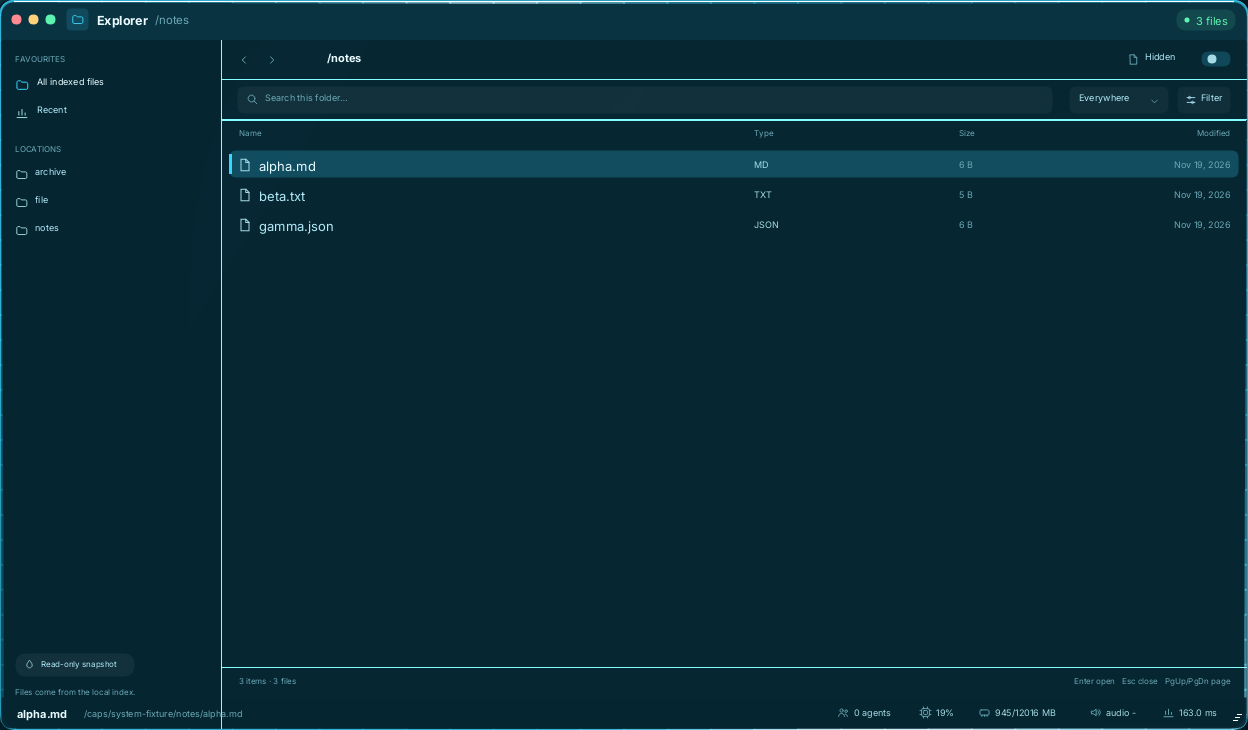 Explorer /notes
3 files
FAVOURITES
All indexed files
Recent
LOCATIONS
archive
file
notes
Read-only snapshot
Files come from the local index.
/notes
Hidden
Search this folder...
Everywhere
Filter
Name Type Size Modified
alpha.md MD 6 B Nov 19, 2026
beta.txt TXT 5 B Nov 19, 2026
gamma.json JSON 6 B Nov 19, 2026
3 items · 3 files
Enter open Esc close PgUp/PgDn page
alpha.md /caps/system-fixture/notes/alpha.md
0 agents 19% 945/12016 MB audio - 163.0 ms